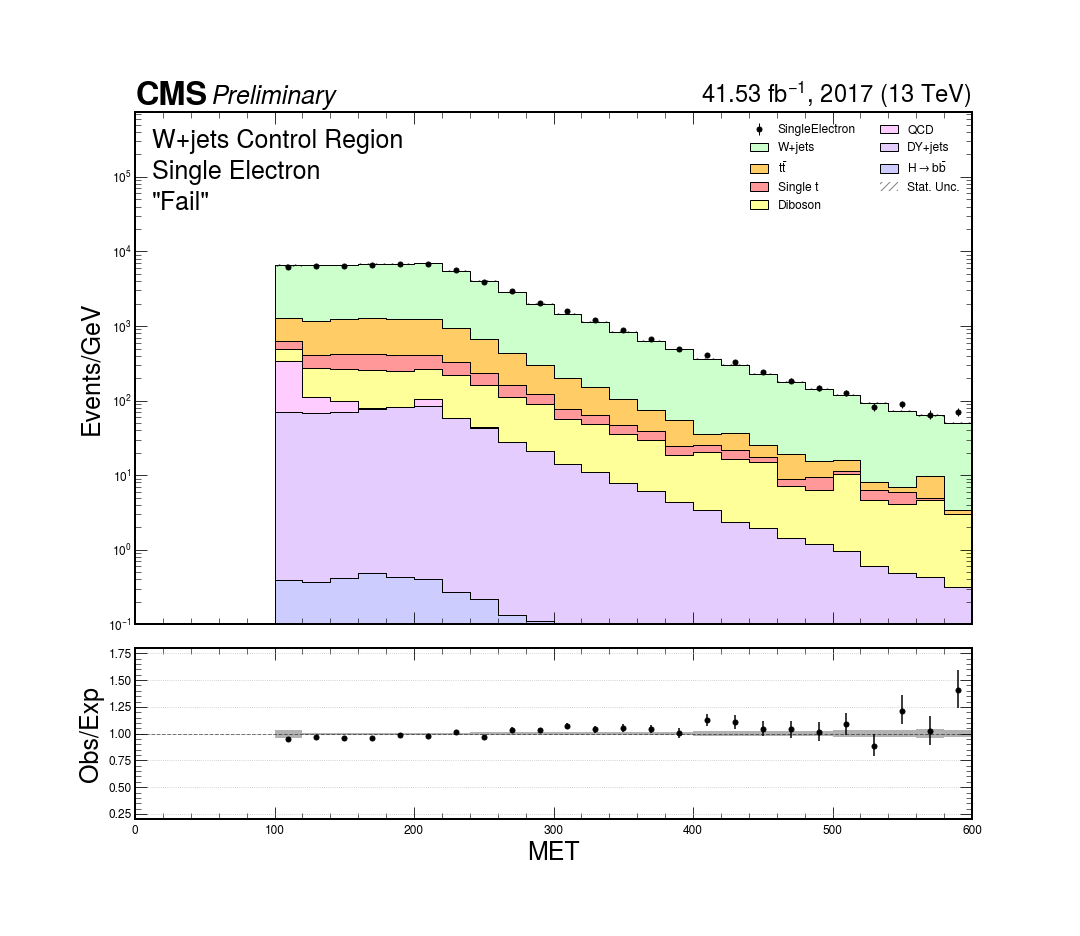 CMS Preliminary 41.53 fb⁻¹, 2017 (13 TeV)
W+jets Control Region
Single Electron
"Fail"
SingleElectron
W+jets
tt̄
Single t
Diboson
QCD
DY+jets
H→bb̄
Stat. Unc.
Events/GeV
10⁵
10⁴
10³
10²
10¹
10⁰
10⁻¹
Obs/Exp
1.75
1.50
1.25
1.00
0.75
0.50
0.25
0 100 200 300 400 500 600
MET